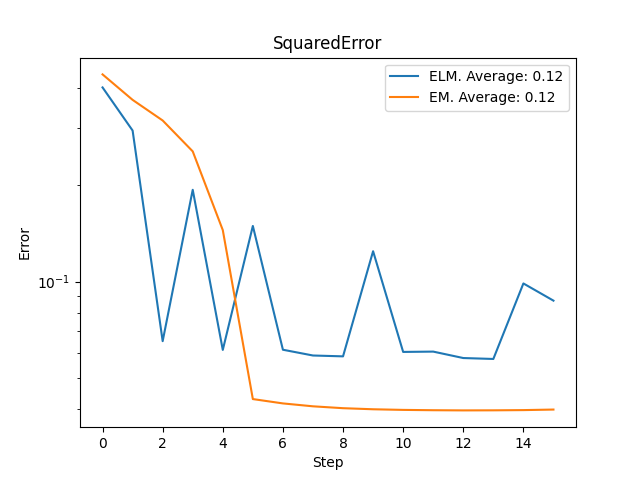 SquaredError
ELM. Average: 0.12
EM. Average: 0.12
Error
10⁻¹
0 2 4 6 8 10 12 14
Step